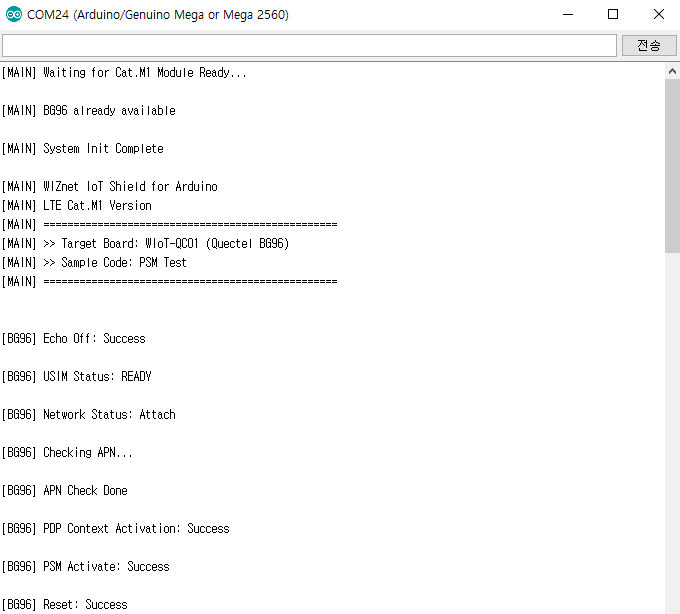 COM24 (Arduino/Genuino Mega or Mega 2560)
전송
[MAIN] Waiting for Cat.M1 Module Ready...
[MAIN] BG96 already available
[MAIN] System Init Complete
[MAIN] WIZnet IoT Shield for Arduino
[MAIN] LTE Cat.M1 Version
[MAIN] =================================================
[MAIN] >> Target Board: WIoT-QC01 (Quectel BG96)
[MAIN] >> Sample Code: PSM Test
[MAIN] =================================================
[BG96] Echo Off: Success
[BG96] USIM Status: READY
[BG96] Network Status: Attach
[BG96] Checking APN...
[BG96] APN Check Done
[BG96] PDP Context Activation: Success
[BG96] PSM Activate: Success
[BG96] Reset: Success